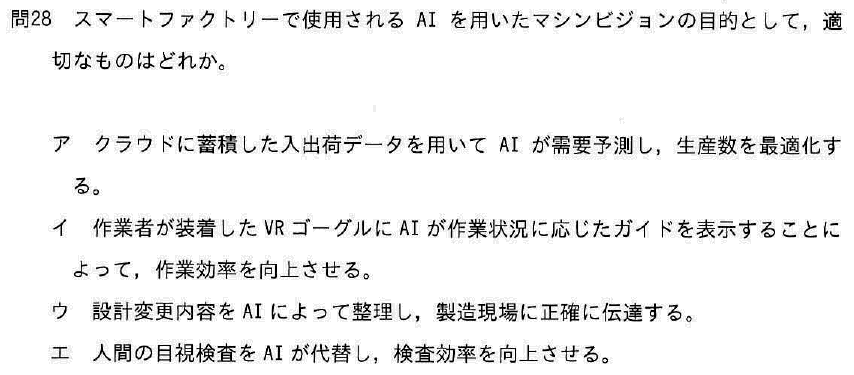 問28 スマートファクトリーで使用される AI を用いたマシンビジョンの目的として，適
切なものはどれか。
ア クラウドに蓄積した入出荷データを用いて AI が需要予測し，生産数を最適化す
る。
イ 作業者が装着した VR ゴーグルに AI が作業状況に応じたガイドを表示することに
よって，作業効率を向上させる。
ウ 設計変更内容を AI によって整理し，製造現場に正確に伝達する。
エ 人間の目視検査を AI が代替し，検査効率を向上させる。